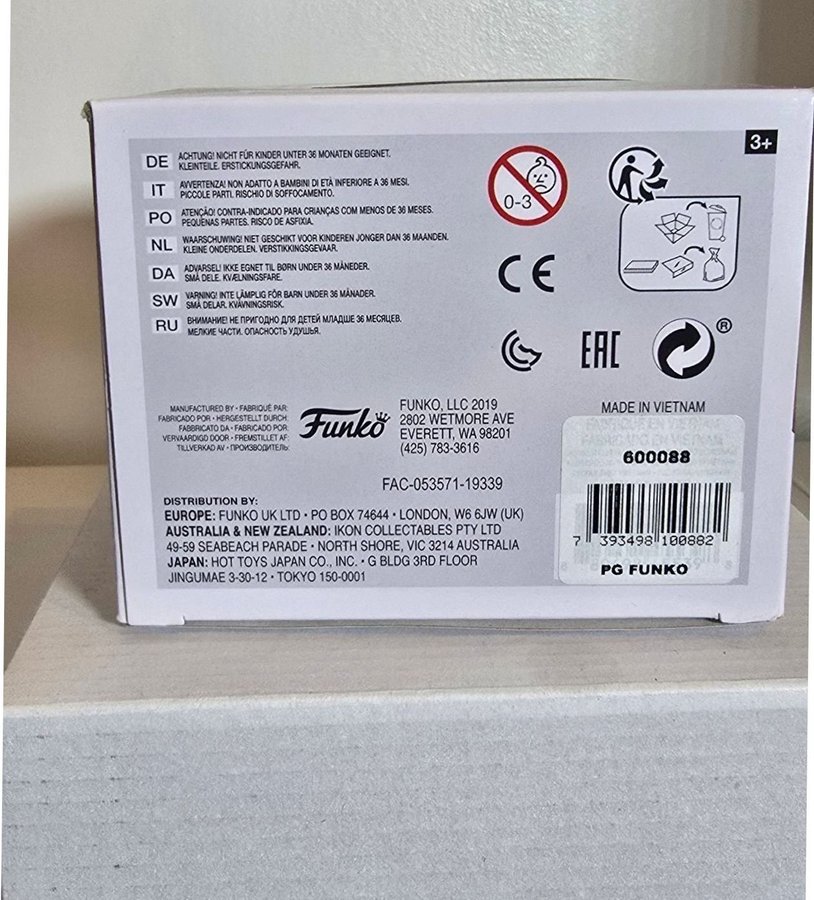 3+
DE ACHTUNG! NICHT FÜR KINDER UNTER 36 MONATEN GEEIGNET.
KLEINTEILE. ERSTICKUNGSGEFAHR.
IT AVVERTENZA! NON ADATTO A BAMBINI DI ETÀ INFERIORE A 36 MESI.
PICCOLE PARTI. RISCHIO DI SOFFOCAMENTO.
PO ATENÇÃO! CONTRA-INDICADO PARA CRIANÇAS COM MENOS DE 36 MESES.
PEQUENAS PARTES. RISCO DE ASFIXIA.
NL WAARSCHUWING! NIET GESCHIKT VOOR KINDEREN JONGER DAN 36 MAANDEN.
KLEINE ONDERDELEN. VERSTIKKINGSGEVAAR.
DA ADVARSEL! IKKE EGNET TIL BØRN UNDER 36 MÅNEDER.
SMÅ DELE. KVÆLNINGSFARE.
SW VARNING! INTE LÄMPLIG FÖR BARN UNDER 36 MÅNADER.
SMÅ DELAR. KVÄVNINGSRISK.
RU ВНИМАНИЕ! НЕ ПРИГОДНО ДЛЯ ДЕТЕЙ МЛАДШЕ 36 МЕСЯЦЕВ.
МЕЛКИЕ ЧАСТИ. ОПАСНОСТЬ УДУШЬЯ.
0-3
CE
EAC
®
MANUFACTURED BY • FABRIQUÉ PAR:
FABRICADO POR • HERGESTELLT DURCH:
FABBRICATO DA • FABRICADO POR:
VERVAARDIGD DOOR • FREMSTILLET AF:
TILLVERKAD AV • ПРОИЗВОДИТЕЛЬ:
Funko
FUNKO, LLC 2019
2802 WETMORE AVE
EVERETT, WA 98201
(425) 783-3616
FAC-053571-19339
MADE IN VIETNAM
FABRIQUÉ EN VIETNAM
FABRICADO EN VIETNAM
600088
7 393498 100882
PG FUNKO
DISTRIBUTION BY:
EUROPE: FUNKO UK LTD • PO BOX 74644 • LONDON, W6 6JW (UK)
AUSTRALIA & NEW ZEALAND: IKON COLLECTABLES PTY LTD
49-59 SEABEACH PARADE • NORTH SHORE, VIC 3214 AUSTRALIA
JAPAN: HOT TOYS JAPAN CO., INC. • G BLDG 3RD FLOOR
JINGUMAE 3-30-12 • TOKYO 150-0001